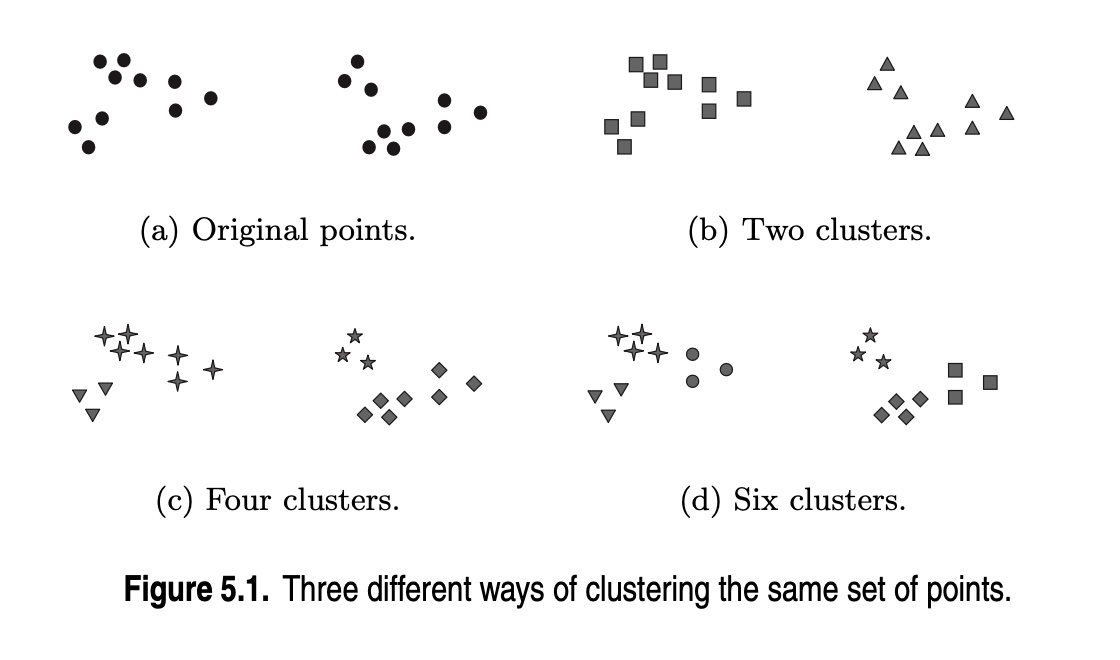 (a) Original points.
(b) Two clusters.
(c) Four clusters.
(d) Six clusters.
Figure 5.1. Three different ways of clustering the same set of points.